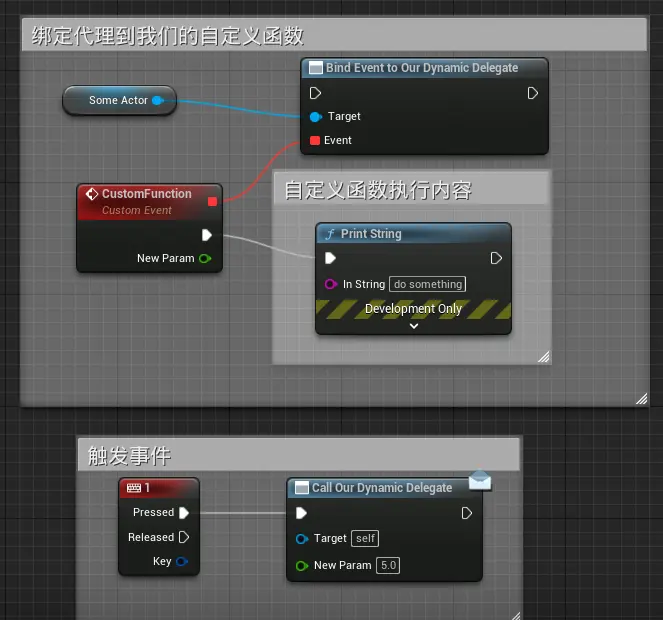 绑定代理到我们的自定义函数
Bind Event to Our Dynamic Delegate
Some Actor
Target
Event
CustomFunction
Custom Event
New Param
自定义函数执行内容
Print String
In String do something
Development Only
触发事件
1
Pressed
Released
Key
Call Our Dynamic Delegate
Target self
New Param 5.0